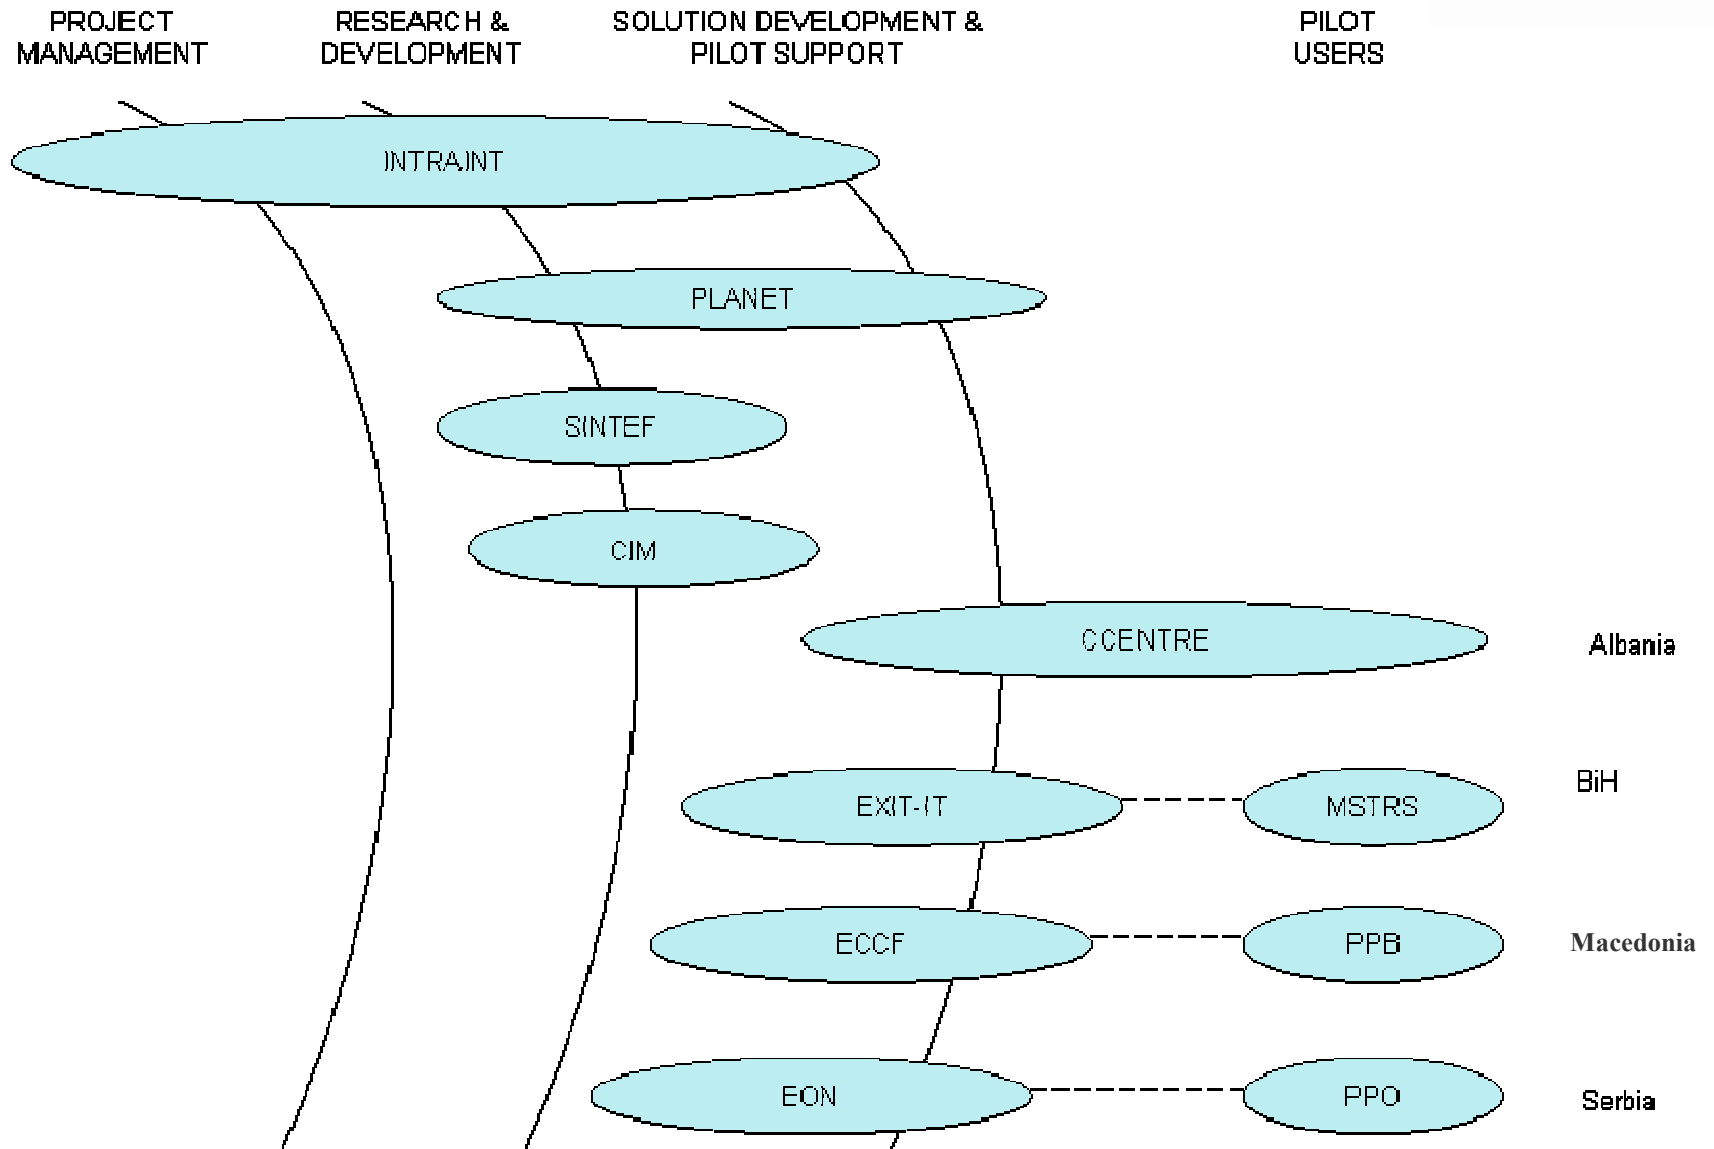 PROJECT
MANAGEMENT
RESEARCH &
DEVELOPMENT
SOLUTION DEVELOPMENT &
PILOT SUPPORT
PILOT
USERS
INTRAINT
PLANET
SINTEF
CIM
CCENTRE
Albania
EXIT-IT
MSTRS
BiH
ECCF
PPB
Macedonia
EON
PPO
Serbia